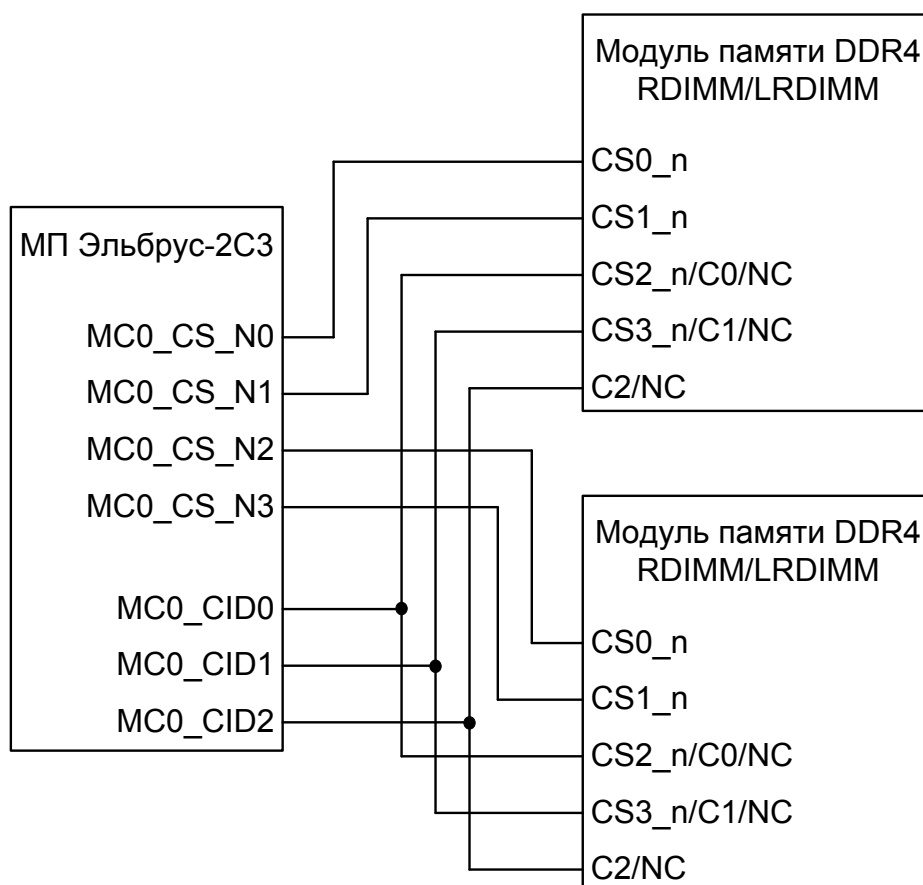 Модуль памяти DDR4
RDIMM/LRDIMM
CS0_n
CS1_n
CS2_n/C0/NC
CS3_n/C1/NC
C2/NC
МП Эльбрус-2С3
MC0_CS_N0
MC0_CS_N1
MC0_CS_N2
MC0_CS_N3
MC0_CID0
MC0_CID1
MC0_CID2
Модуль памяти DDR4
RDIMM/LRDIMM
CS0_n
CS1_n
CS2_n/C0/NC
CS3_n/C1/NC
C2/NC